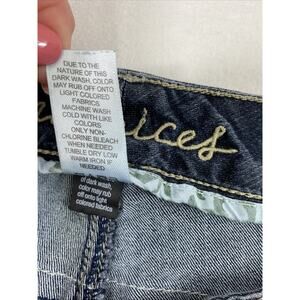 DUE TO THE
NATURE OF THIS
DARK WASH, COLOR
MAY RUB OFF ONTO
LIGHT COLORED
FABRICS
MACHINE WASH
COLD WITH LIKE
COLORS
ONLY NON-
CHLORINE BLEACH
WHEN NEEDED
TUMBLE DRY LOW
WARM IRON IF
NEEDED
ices
of dark wash,
color may rub
off onto light
colored fabrics